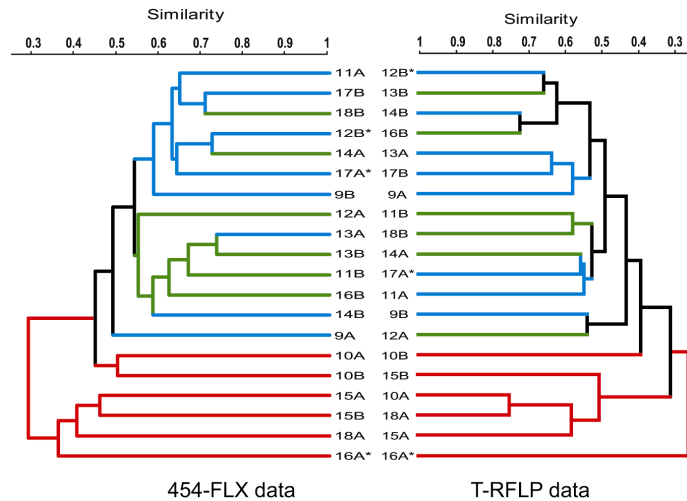 Similarity
Similarity
0.3 0.4 0.5 0.6 0.7 0.8 0.9 1
1 0.9 0.9 0.7 0.6 0.5 0.4 0.3
11A 12B*
17B 13B
18B 14B
12B* 16B
14A 13A
17A* 17B
9B 9A
12A 11B
13A 18B
13B 14A
11B 17A*
16B 11A
14B 9B
9A 12A
10A 10B
10B 15B
15A 10A
15B 18A
18A 15A
16A* 16A*
454-FLX data T-RFLP data